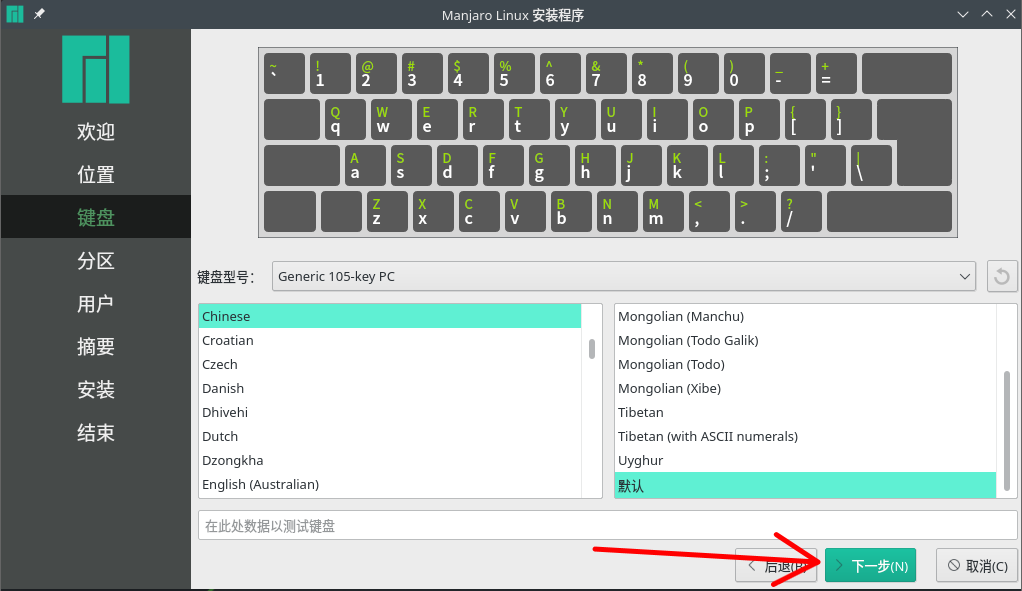 Manjaro Linux 安装程序
欢迎
位置
键盘
分区
用户
摘要
安装
结束
~ ! @ # $ % ^ & * ( ) _ +
` 1 2 3 4 5 6 7 8 9 0 - =
Q W E R T Y U I O P { }
q w e r t y u i o p [ ]
A S D F G H J K L : " |
a s d f g h j k l ; ' \
Z X C V B N M < > ?
z x c v b n m , . /
键盘型号：
Generic 105-key PC
Chinese
Croatian
Czech
Danish
Dhivehi
Dutch
Dzongkha
English (Australian)
Mongolian (Manchu)
Mongolian (Todo Galik)
Mongolian (Todo)
Mongolian (Xibe)
Tibetan
Tibetan (with ASCII numerals)
Uyghur
默认
在此处数据以测试键盘
后退
下一步(N)
取消(C)